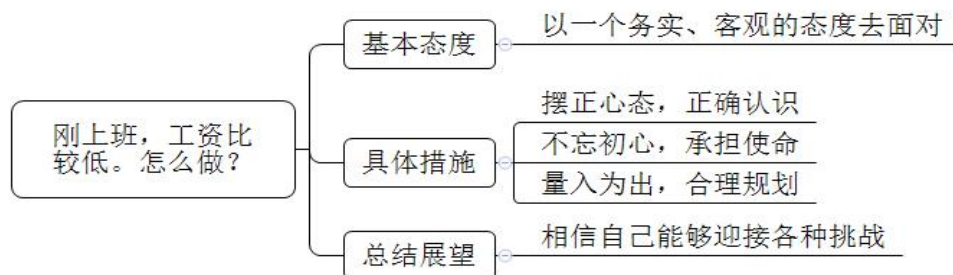 刚上班，工资比
较低。怎么做？
基本态度
以一个务实、客观的态度去面对
具体措施
摆正心态，正确认识
不忘初心，承担使命
量入为出，合理规划
总结展望
相信自己能够迎接各种挑战